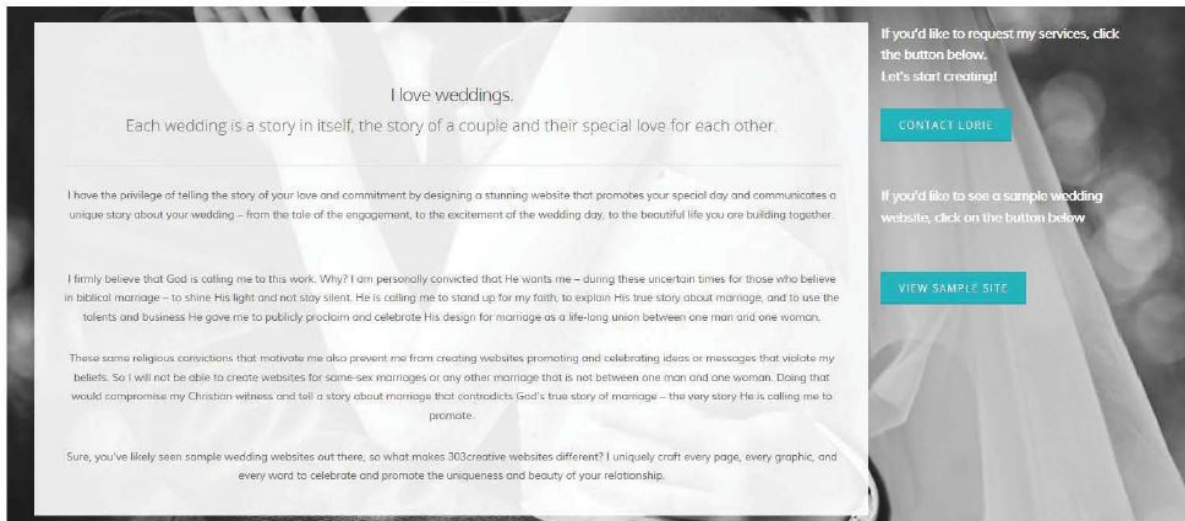 I love weddings.
Each wedding is a story in itself, the story of a couple and their special love for each other.
I have the privilege of telling the story of your love and commitment by designing a stunning website that promotes your special day and communicates a
unique story about your wedding – from the tale of the engagement, to the excitement of the wedding day, to the beautiful life you are building together.
I firmly believe that God is calling me to this work. Why? I am personally convicted that He wants me – during these uncertain times for those who believe
in biblical marriage – to shine His light and not stay silent. He is calling me to stand up for my faith, to explain His true story about marriage, and to use the
talents and business He gave me to publicly proclaim and celebrate His design for marriage as a life-long union between one man and one woman.
These same religious convictions that motivate me also prevent me from creating websites promoting and celebrating ideas or messages that violate my
beliefs. So I will not be able to create websites for same-sex marriages or any other marriage that is not between one man and one woman. Doing that
would compromise my Christian witness and tell a story about marriage that contradicts God's true story of marriage – the very story He is calling me to
promote.
Sure, you've likely seen sample wedding websites out there, so what makes 303creative websites different? I uniquely craft every page, every graphic, and
every word to celebrate and promote the uniqueness and beauty of your relationship.
If you'd like to request my services, click
the button below.
Let's start creating!
CONTACT LORIE
If you'd like to see a sample wedding
website, click on the button below
VIEW SAMPLE SITE